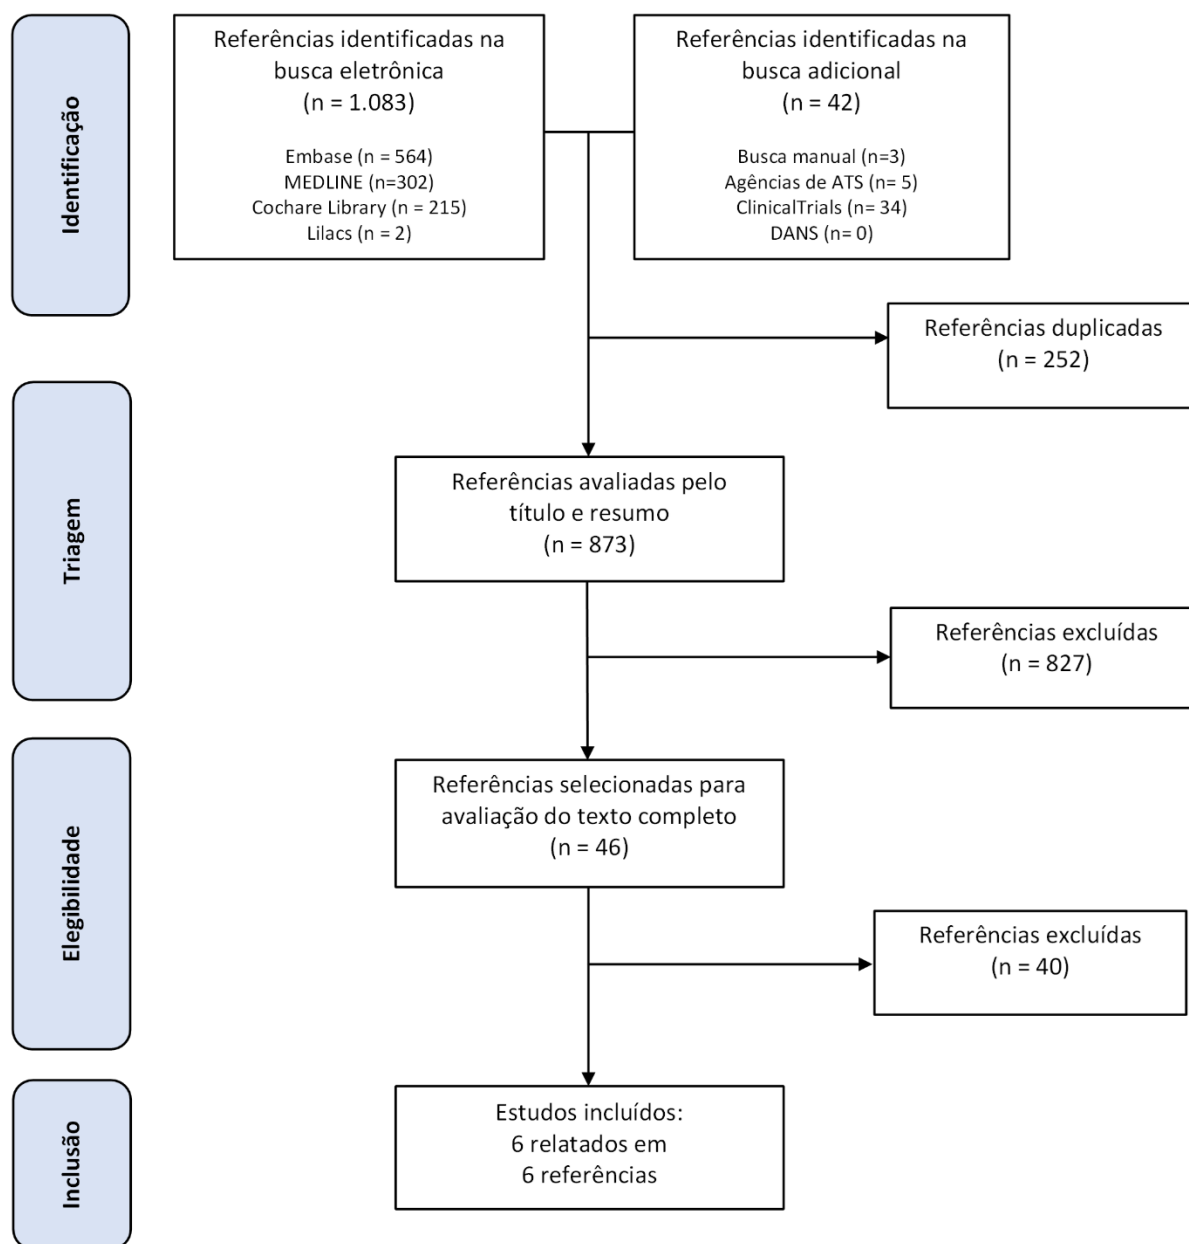 Identificação
Referências identificadas na
busca eletrônica
(n = 1.083)
Embase (n = 564)
MEDLINE (n=302)
Cochare Library (n = 215)
Lilacs (n = 2)
Referências identificadas na
busca adicional
(n = 42)
Busca manual (n=3)
Agências de ATS (n= 5)
ClinicalTrials (n= 34)
DANS (n= 0)
Referências duplicadas
(n = 252)
Triagem
Referências avaliadas pelo
título e resumo
(n = 873)
Referências excluídas
(n = 827)
Elegibilidade
Referências selecionadas para
avaliação do texto completo
(n = 46)
Referências excluídas
(n = 40)
Inclusão
Estudos incluídos:
6 relatados em
6 referências